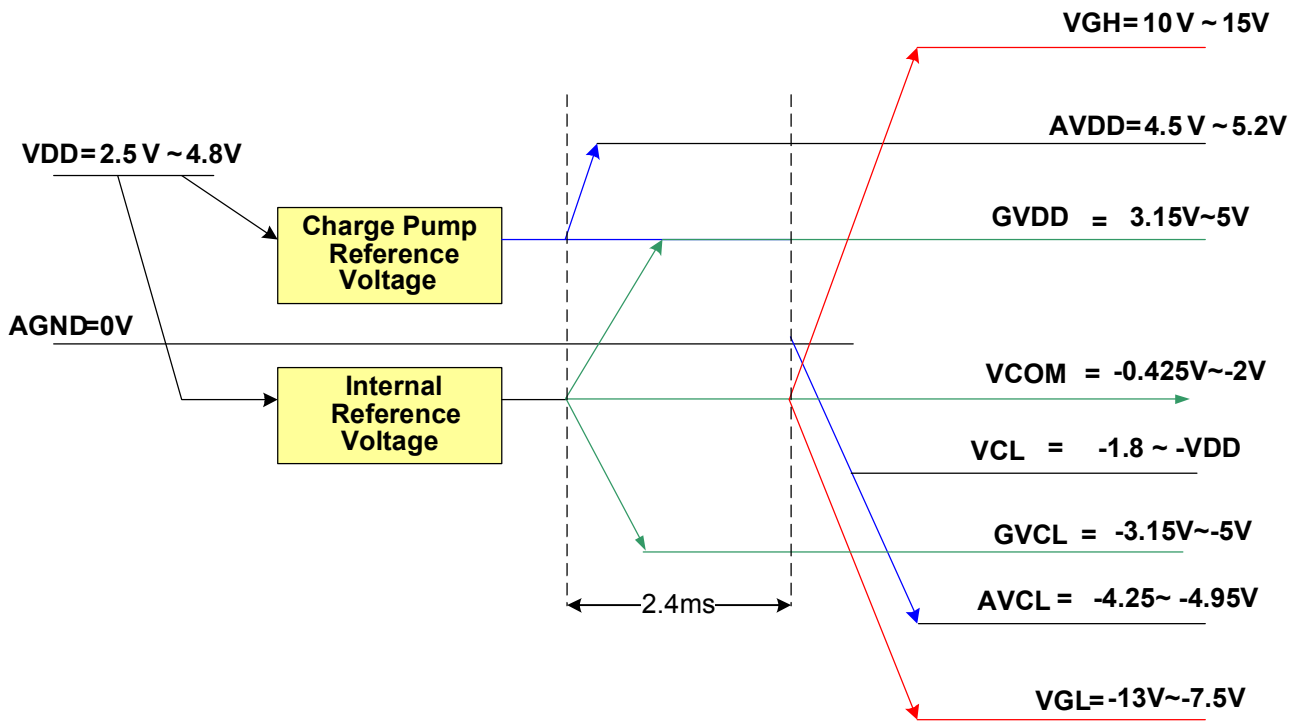 VGH=10V ~ 15V
AVDD=4.5V ~ 5.2V
VDD=2.5V ~ 4.8V
Charge Pump
Reference
Voltage
GVDD = 3.15V~5V
AGND=0V
Internal
Reference
Voltage
VCOM = -0.425V~-2V
VCL = -1.8 ~ -VDD
GVCL = -3.15V~-5V
2.4ms
AVCL = -4.25~ -4.95V
VGL=-13V~-7.5V